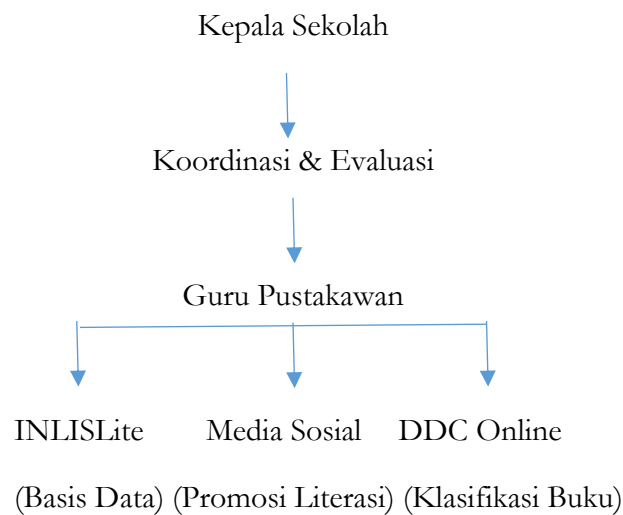 Kepala Sekolah
Koordinasi & Evaluasi
Guru Pustakawan
INLISLite Media Sosial DDC Online
(Basis Data) (Promosi Literasi) (Klasifikasi Buku)